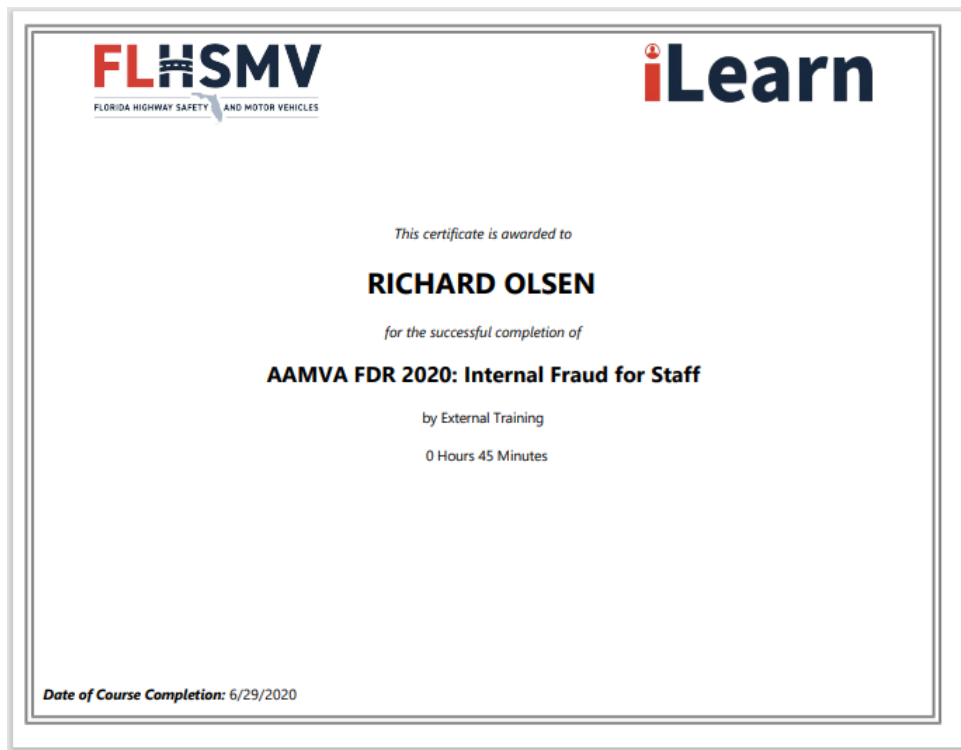 FLHSMV
FLORIDA HIGHWAY SAFETY AND MOTOR VEHICLES
iLearn
This certificate is awarded to
RICHARD OLSEN
for the successful completion of
AAMVA FDR 2020: Internal Fraud for Staff
by External Training
0 Hours 45 Minutes
Date of Course Completion: 6/29/2020